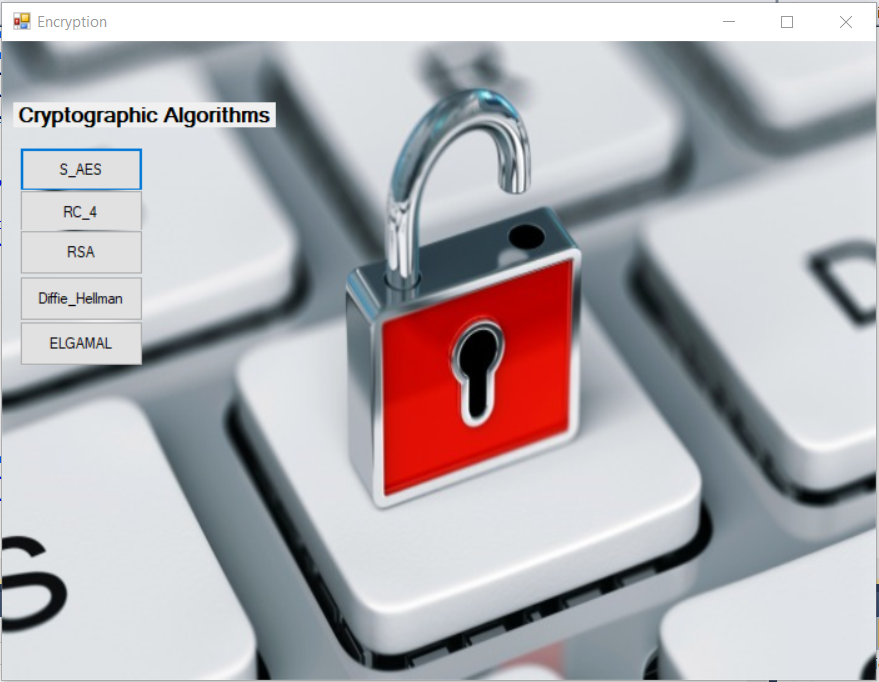 Encryption
Cryptographic Algorithms
S_AES
RC_4
RSA
Diffie_Hellman
ELGAMAL
D
S